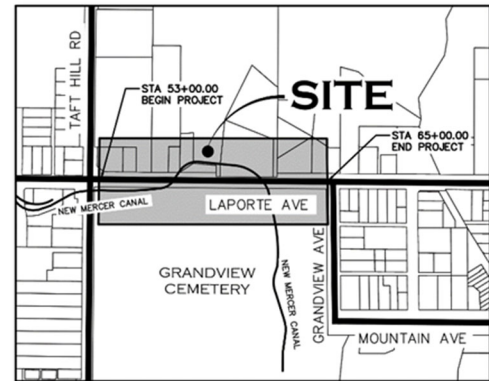 TAFT HILL RD
STA 53+00.00
BEGIN PROJECT
SITE
STA 65+00.00
END PROJECT
NEW MERCER CANAL
LAPORTE AVE
GRANDVIEW
CEMETERY
NEW MERCER CANAL
GRANDVIEW AVE
MOUNTAIN AVE